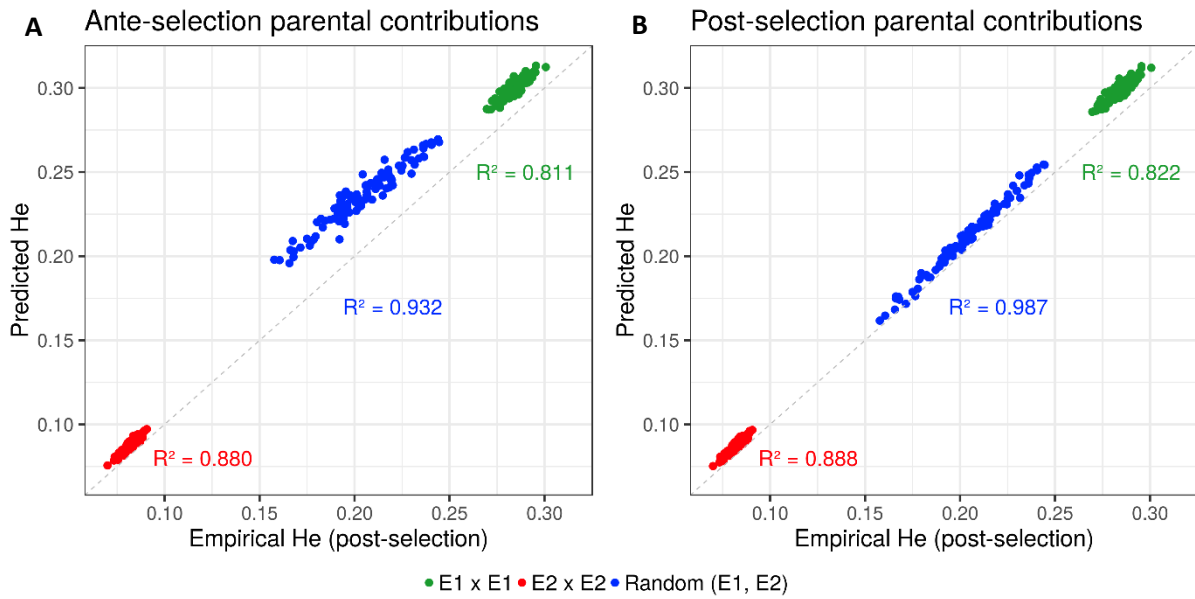 A
Ante-selection parental contributions
Predicted He
0.30
0.25
0.20
0.15
0.10
R² = 0.811
R² = 0.932
R² = 0.880
0.10
0.15
0.20
0.25
0.30
Empirical He (post-selection)
B
Post-selection parental contributions
Predicted He
0.30
0.25
0.20
0.15
0.10
R² = 0.822
R² = 0.987
R² = 0.888
0.10
0.15
0.20
0.25
0.30
Empirical He (post-selection)
E1 x E1 E2 x E2 Random (E1, E2)